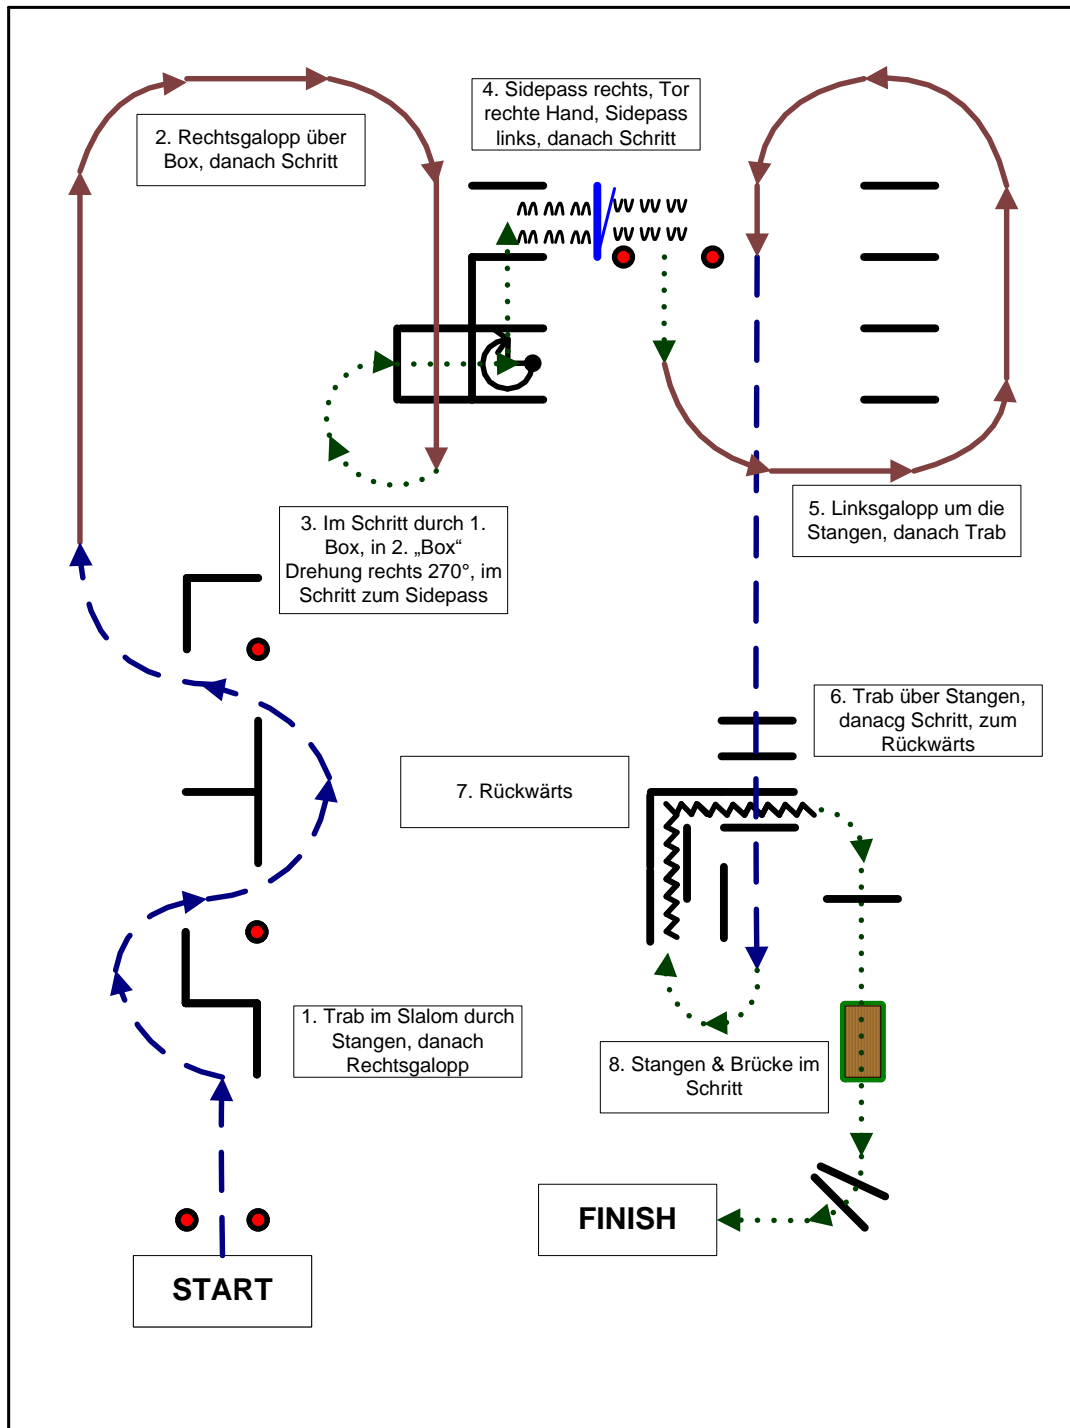 4. Sidepass rechts, Tor
rechte Hand, Sidepass
links, danach Schritt
2. Rechtsgalopp über
Box, danach Schritt
5. Linksgalopp um die
Stangen, danach Trab
3. Im Schritt durch 1.
Box, in 2. „Box“
Drehung rechts 270°, im
Schritt zum Sidepass
6. Trab über Stangen,
danacg Schritt, zum
Rückwärts
7. Rückwärts
1. Trab im Slalom durch
Stangen, danach
Rechtsgalopp
8. Stangen & Brücke im
Schritt
FINISH
START